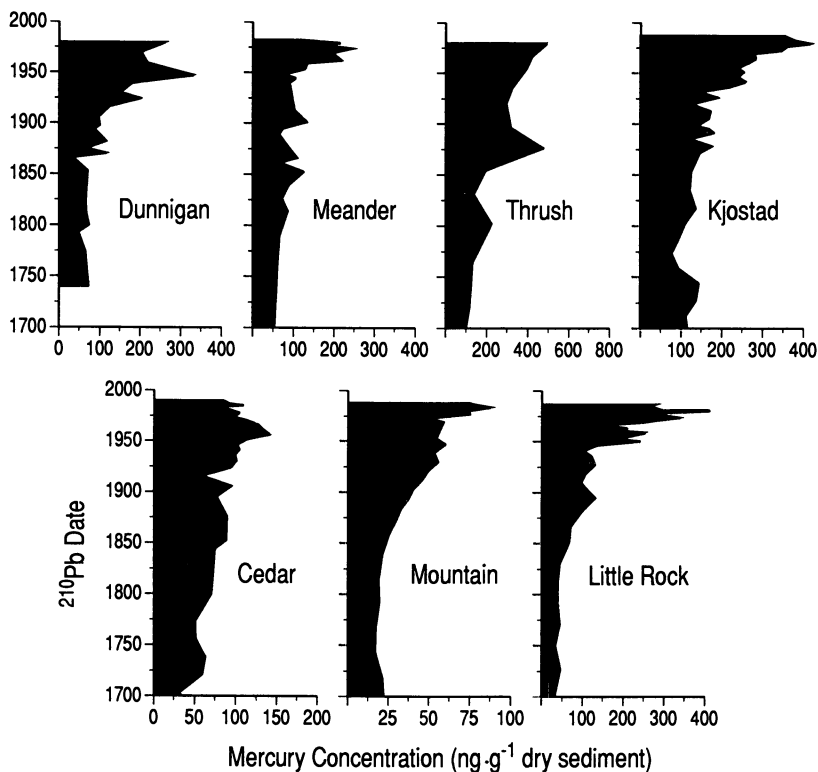 2000
1950
1900
1850
1800
1750
1700
Dunnigan
Meander
Thrush
Kjostad
0 100 200 300 400
100 200 300 400
200 400 600 800
100 200 300 400
2000
1950
1900
1850
1800
1750
1700
²¹⁰Pb Date
Cedar
Mountain
Little Rock
0 50 100 150 200
0 25 50 75 100
0 100 200 300 400
Mercury Concentration (ng·g⁻¹ dry sediment)